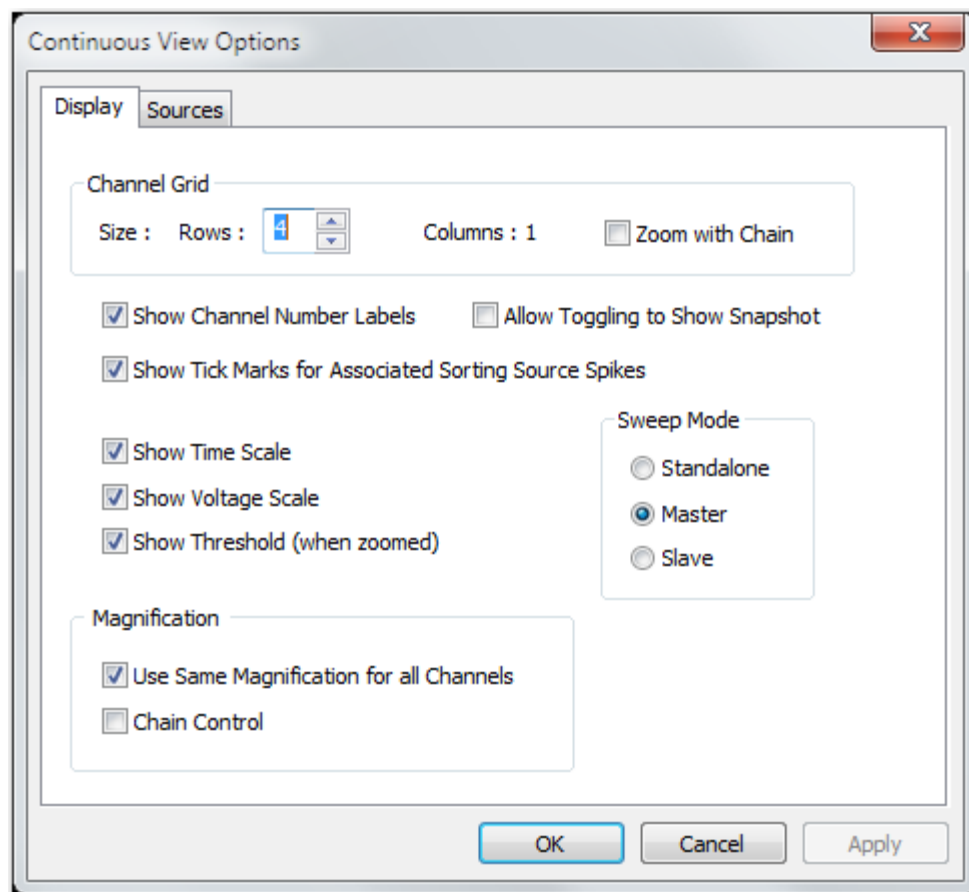 Continuous View Options
Display Sources
Channel Grid
Size : Rows : 4 Columns : 1 Zoom with Chain
Show Channel Number Labels Allow Toggling to Show Snapshot
Show Tick Marks for Associated Sorting Source Spikes
Sweep Mode
Show Time Scale
Standalone
Show Voltage Scale
Master
Show Threshold (when zoomed)
Slave
Magnification
Use Same Magnification for all Channels
Chain Control
OK Cancel Apply